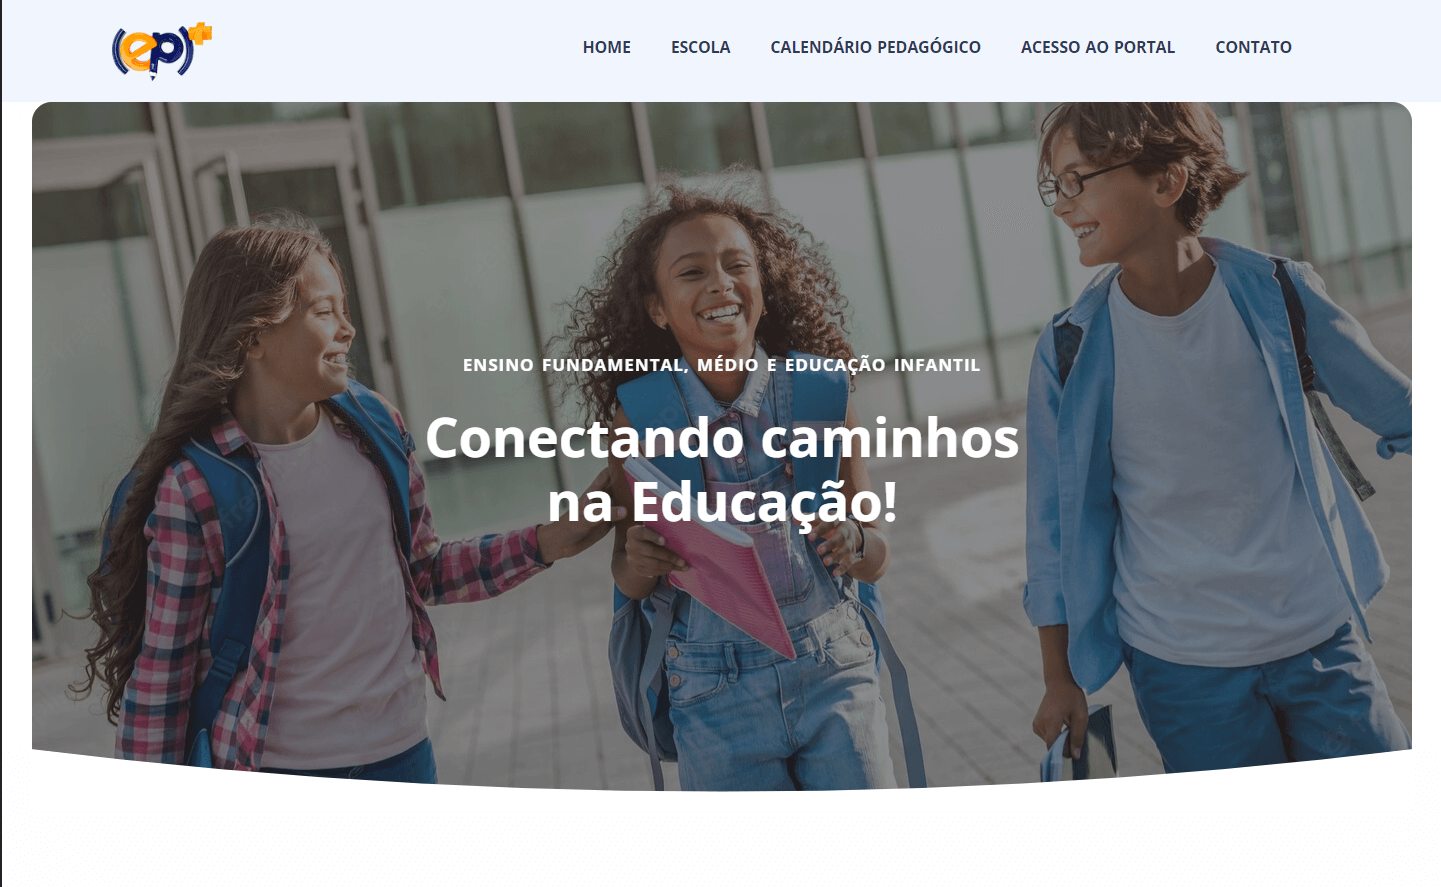 ep+
HOME ESCOLA CALENDÁRIO PEDAGÓGICO ACESSO AO PORTAL CONTATO
ENSINO FUNDAMENTAL, MÉDIO E EDUCAÇÃO INFANTIL
Conectando caminhos
na Educação!